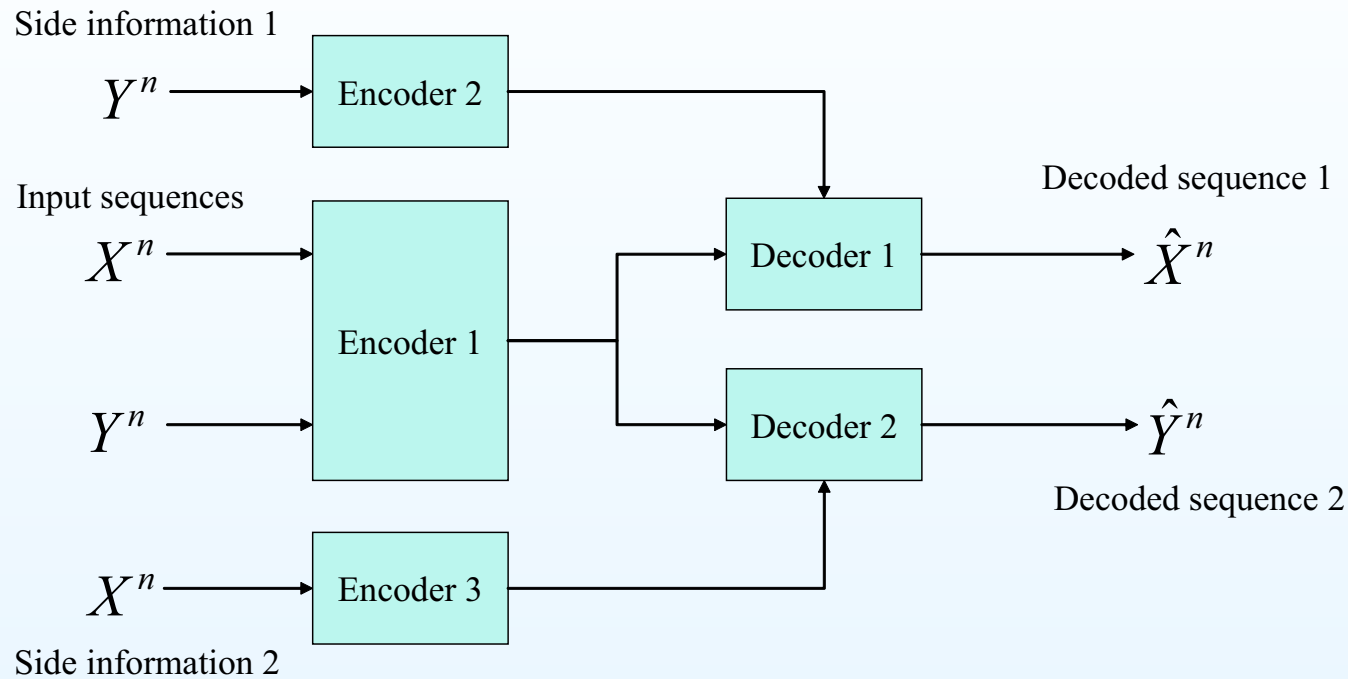 Side information 1
Yⁿ
Encoder 2
Input sequences
Xⁿ
Yⁿ
Encoder 1
Decoder 1
Decoder 2
Decoded sequence 1
X̂ⁿ
Ŷⁿ
Decoded sequence 2
Xⁿ
Encoder 3
Side information 2